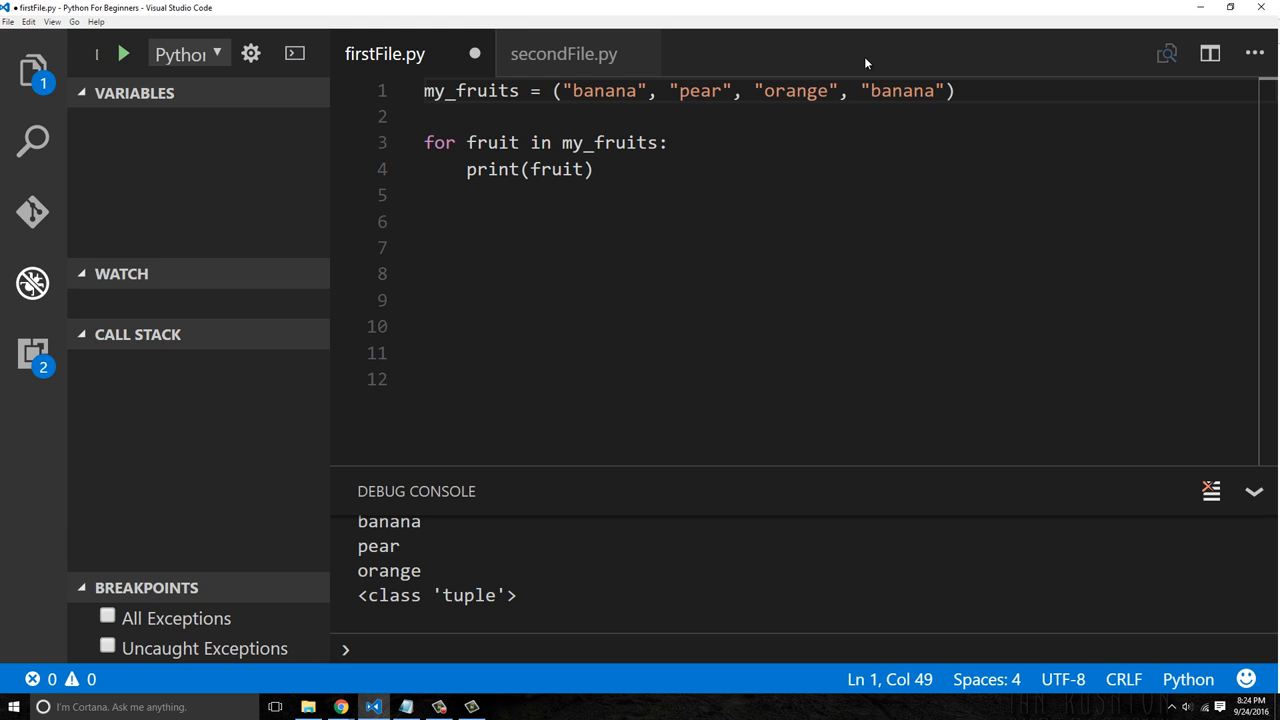 ● firstFile.py - Python For Beginners - Visual Studio Code
File Edit View Go Help
Python
firstFile.py
secondFile.py
1
VARIABLES
1 my_fruits = ("banana", "pear", "orange", "banana")
2
3 for fruit in my_fruits:
4 print(fruit)
5
6
7
8
9
10
11
12
WATCH
CALL STACK
2
DEBUG CONSOLE
banana
pear
orange
<class 'tuple'>
BREAKPOINTS
All Exceptions
Uncaught Exceptions
0 0
Ln 1, Col 49
Spaces: 4
UTF-8
CRLF
Python
I'm Cortana. Ask me anything.
8:24 PM
9/24/2016